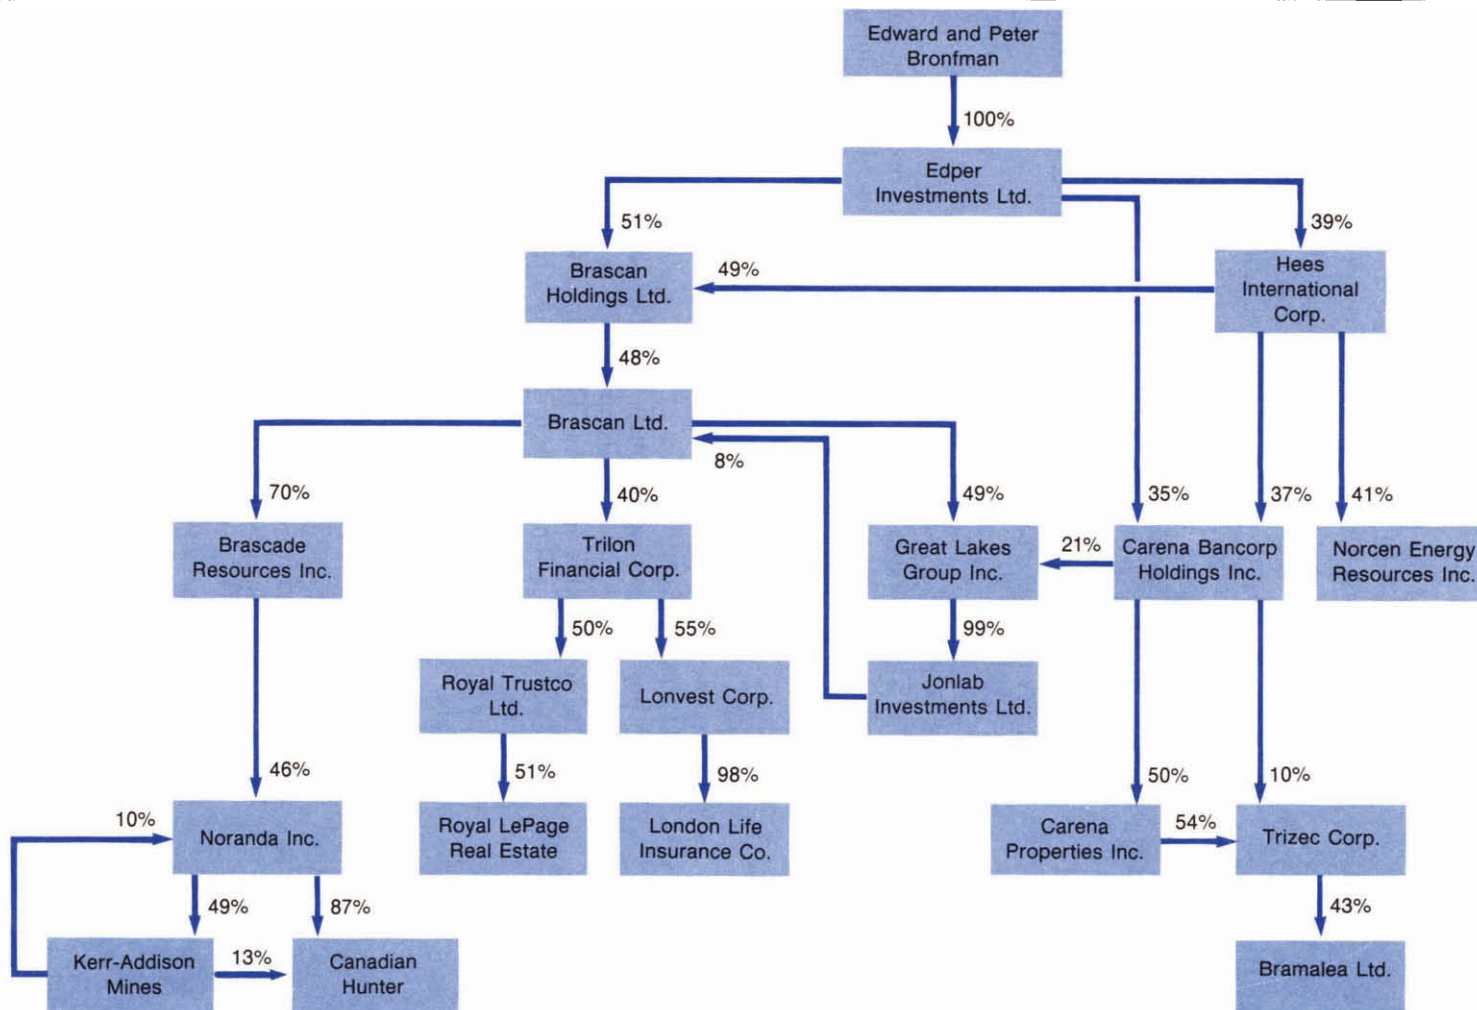 Edward and Peter
Bronfman
100%
Edper
Investments Ltd.
51%
39%
Brascan
Holdings Ltd.
49%
Hees
International
Corp.
48%
Brascan Ltd.
8%
70%
40%
49%
35%
37%
41%
Brascade
Resources Inc.
Trilon
Financial Corp.
Great Lakes
Group Inc.
21%
Carena Bancorp
Holdings Inc.
Norcen Energy
Resources Inc.
50%
55%
99%
Royal Trustco
Ltd.
Lonvest Corp.
Jonlab
Investments Ltd.
46%
51%
98%
50%
10%
10%
Noranda Inc.
Royal LePage
Real Estate
London Life
Insurance Co.
Carena
Properties Inc.
54%
Trizec Corp.
49%
87%
43%
Kerr-Addison
Mines
13%
Canadian
Hunter
Bramalea Ltd.